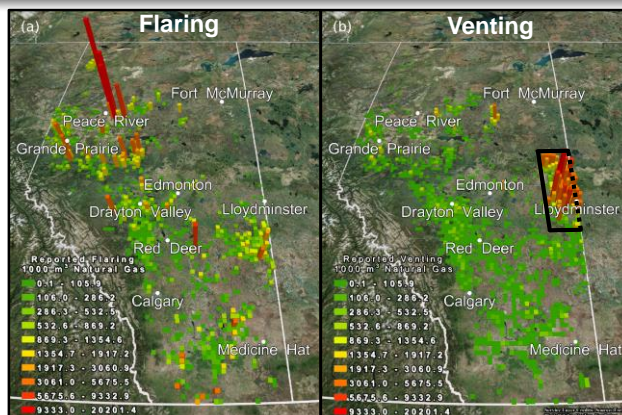 Flaring
(a)
Fort McMurray
Peace River
Grande Prairie
Edmonton
Drayton Valley
Lloydminster
Red Deer
Reported Flaring
1000-m³ Natural Gas
0.1 - 105.9
106.0 - 286.2
286.3 - 532.5
532.6 - 869.2
869.3 - 1354.6
1354.7 - 1917.2
1917.3 - 3060.9
3061.0 - 5675.5
5675.6 - 9332.9
9333.0 - 20201.4
Calgary
Medicine Hat
Venting
(b)
Fort McMurray
Peace River
Grande Prairie
Edmonton
Drayton Valley
Lloydminster
Red Deer
Reported Venting
1000-m³ Natural Gas
0.1 - 105.9
106.0 - 286.2
286.3 - 532.5
532.6 - 869.2
869.3 - 1354.6
1354.7 - 1917.2
1917.3 - 3060.9
3061.0 - 5675.5
5675.6 - 9332.9
9333.0 - 20201.4
Calgary
Medicine Hat